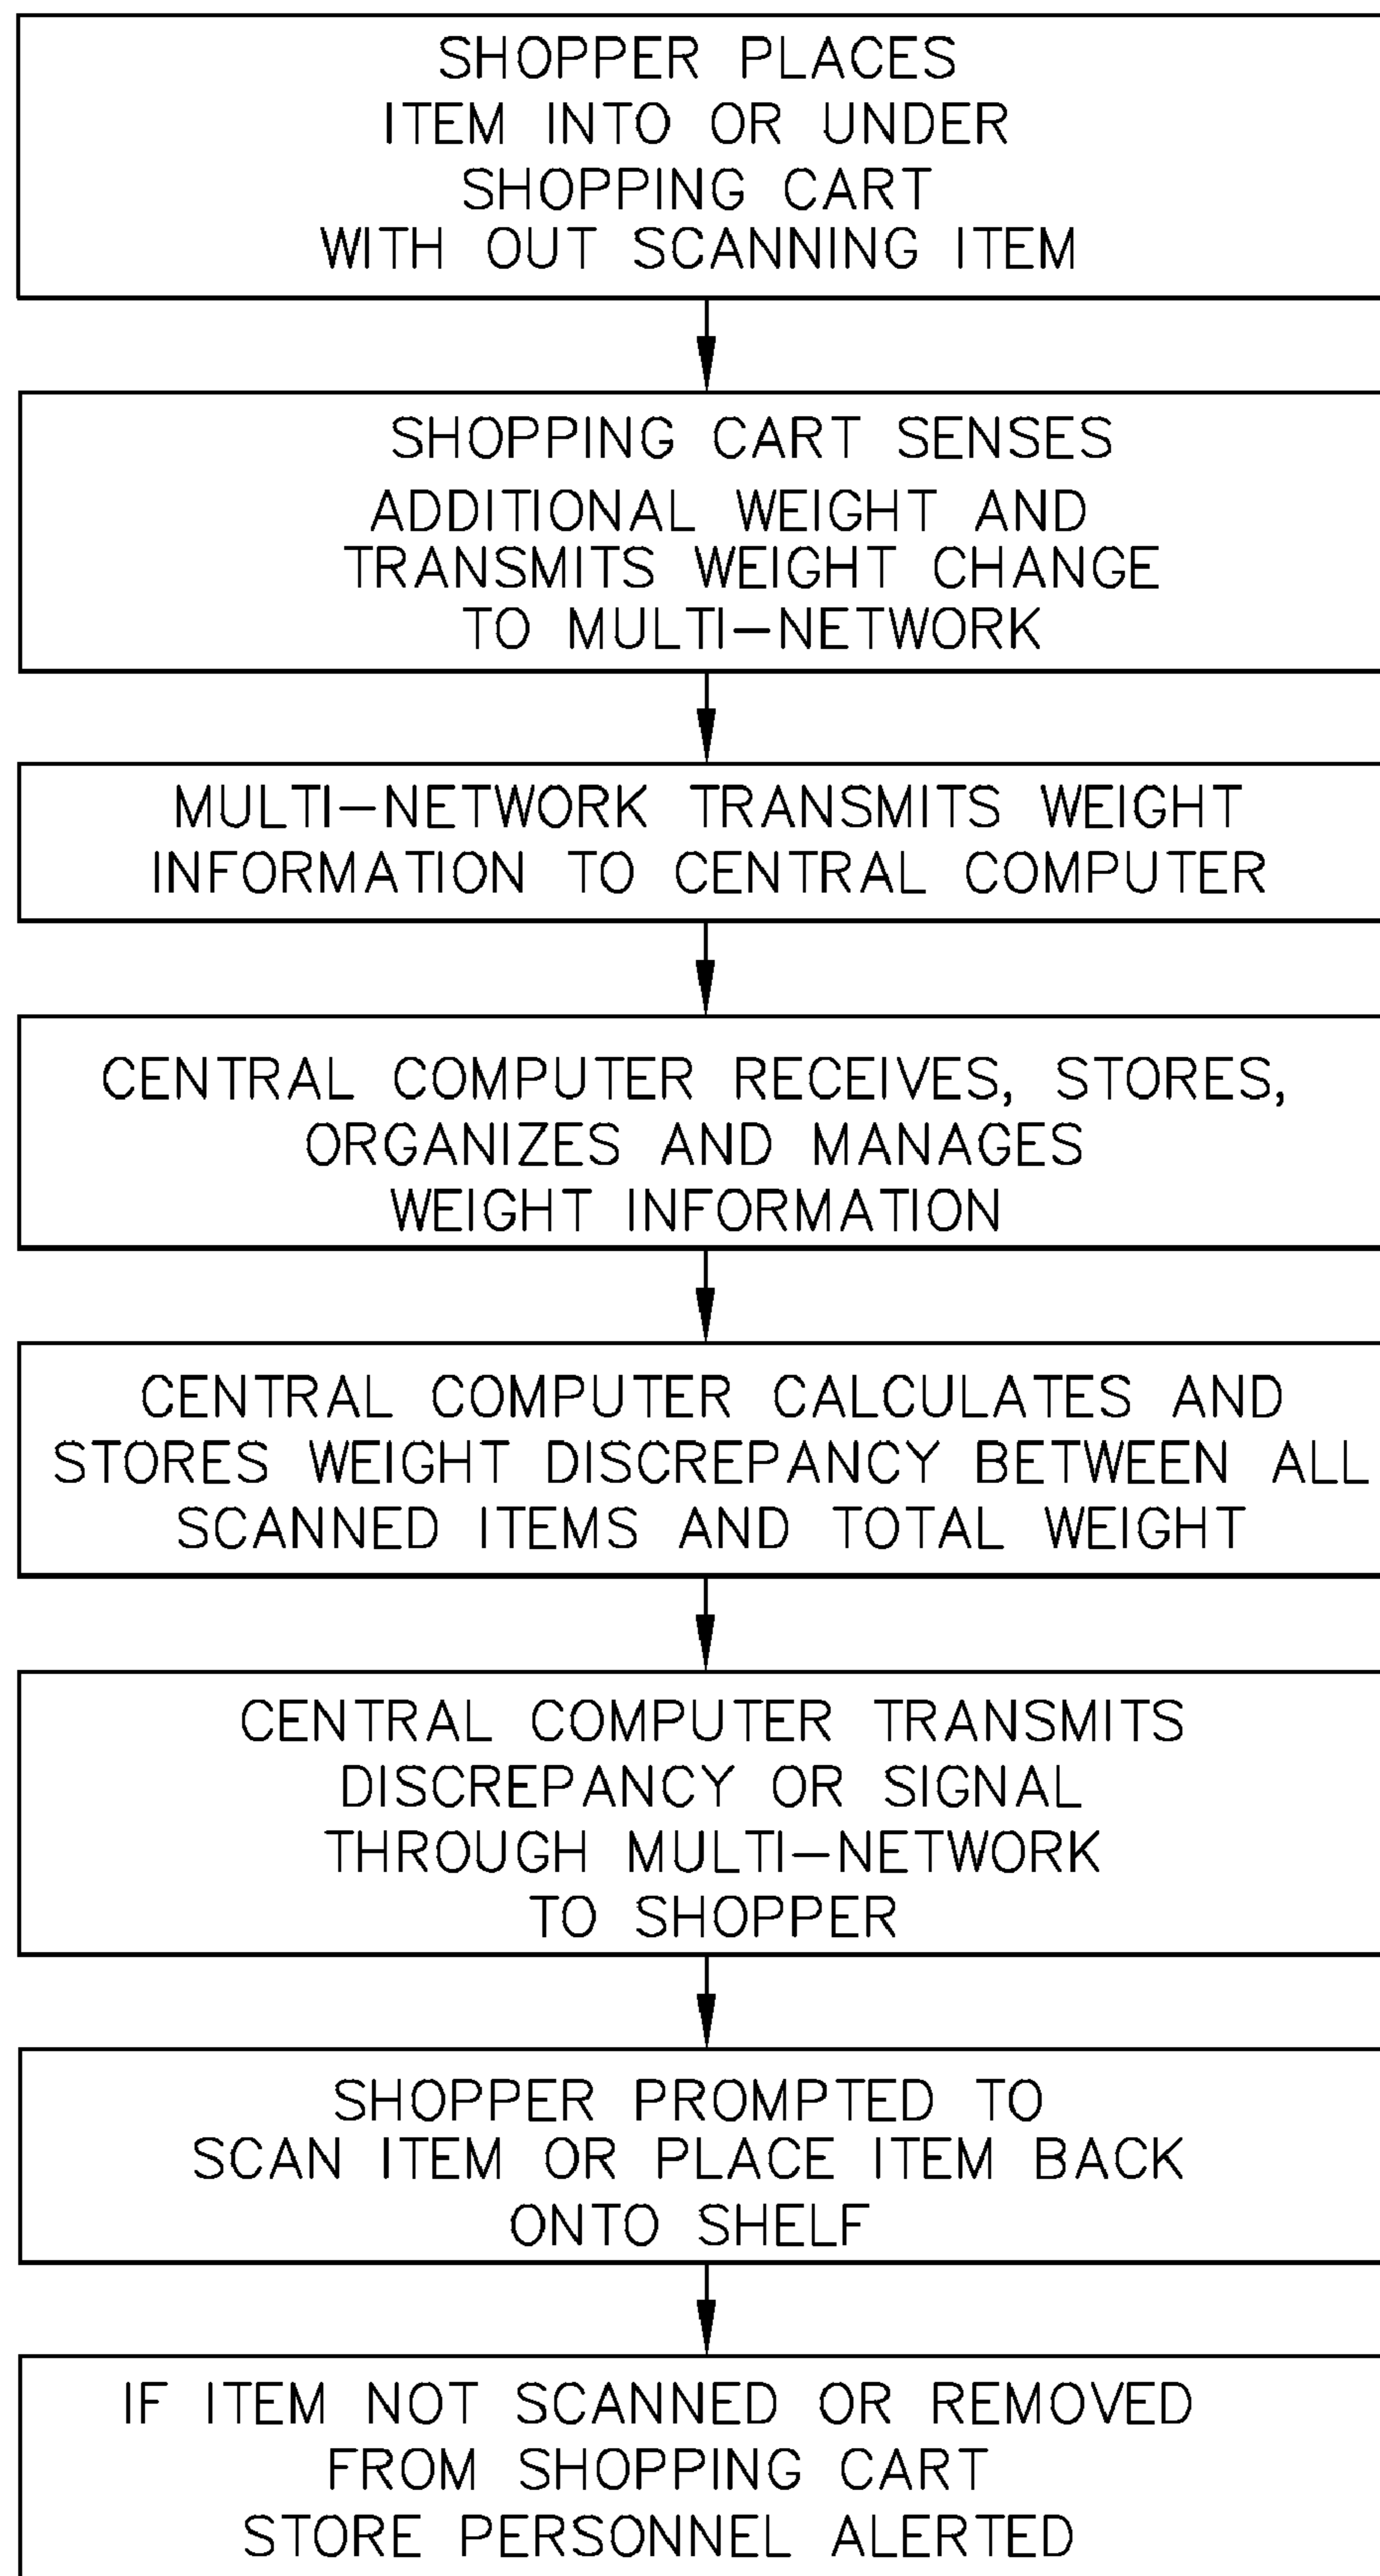 SHOPPER PLACES
ITEM INTO OR UNDER
SHOPPING CART
WITH OUT SCANNING ITEM
SHOPPING CART SENSES
ADDITIONAL WEIGHT AND
TRANSMITS WEIGHT CHANGE
TO MULTI-NETWORK
MULTI-NETWORK TRANSMITS WEIGHT
INFORMATION TO CENTRAL COMPUTER
CENTRAL COMPUTER RECEIVES, STORES,
ORGANIZES AND MANAGES
WEIGHT INFORMATION
CENTRAL COMPUTER CALCULATES AND
STORES WEIGHT DISCREPANCY BETWEEN ALL
SCANNED ITEMS AND TOTAL WEIGHT
CENTRAL COMPUTER TRANSMITS
DISCREPANCY OR SIGNAL
THROUGH MULTI-NETWORK
TO SHOPPER
SHOPPER PROMPTED TO
SCAN ITEM OR PLACE ITEM BACK
ONTO SHELF
IF ITEM NOT SCANNED OR REMOVED
FROM SHOPPING CART
STORE PERSONNEL ALERTED